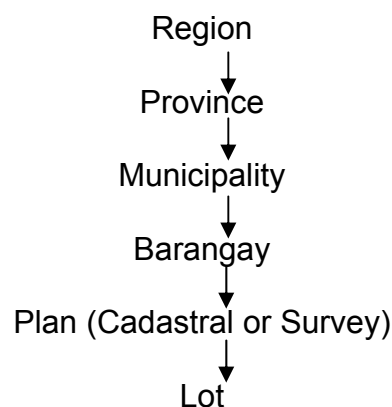 Region
Province
Municipality
Barangay
Plan (Cadastral or Survey)
Lot